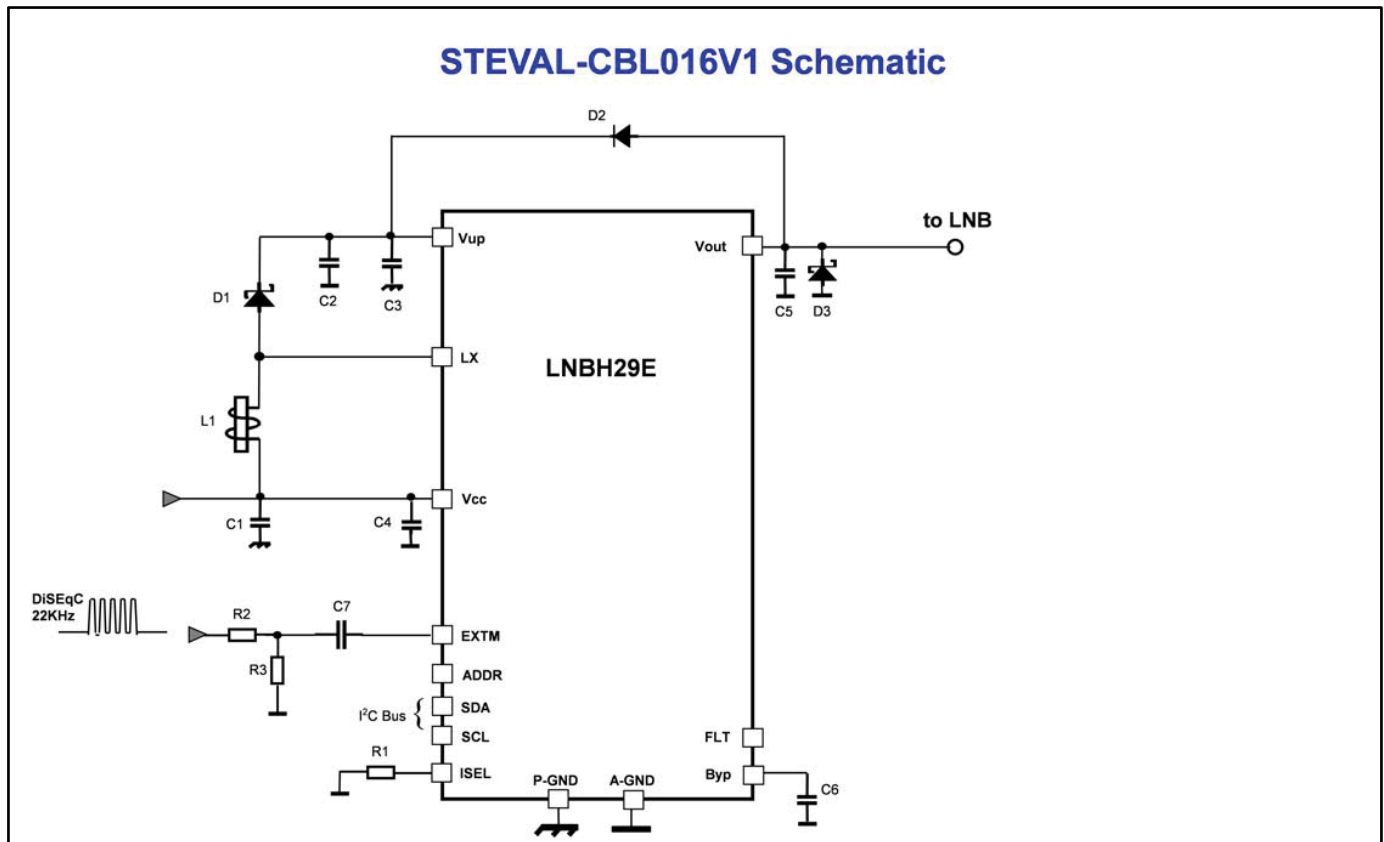 STEVAL-CBL016V1 Schematic
D2
to LNB
Vup
Vout
D1
C2
C3
C5
D3
LX
LNBH29E
L1
Vcc
C1
C4
DiSEqC
22KHz
R2
C7
EXTM
R3
ADDR
I²C Bus
SDA
SCL
FLT
R1
ISEL
P-GND
A-GND
Byp
C6